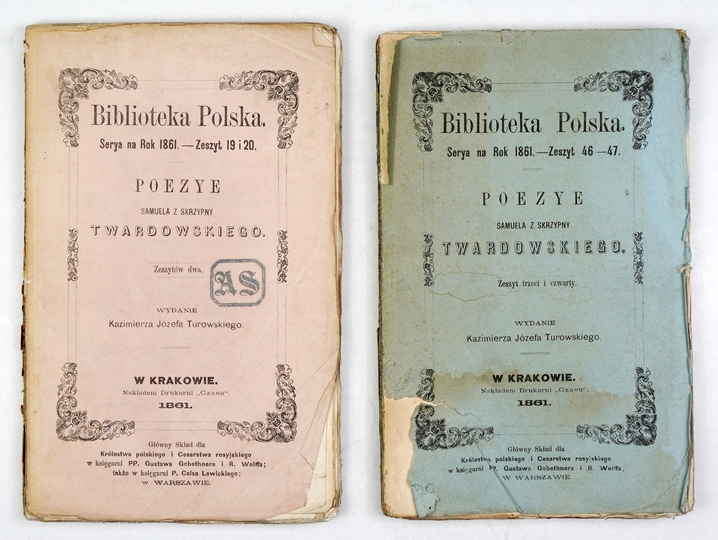 Biblioteka Polska.
Serya na Rok 1861. — Zeszyt 19 i 20.
POEZYE
SAMUELA Z SKRZYPNY
TWARDOWSKIEGO.
Zeszytów dwa.
AS
WYDANIE
Kazimierza Józefa Turowskiego.
W KRAKOWIE.
Nakładem Drukarni „Czasu".
1861.
Główny Skład dla
Królestwa polskiego i Cesarstwa rosyjskiego
w księgarni PP. Gustawa Gebethnera i R. Wolffa;
także w księgarni P. Celsa Lewickiego;
w WARSZAWIE.
Biblioteka Polska.
Serya na Rok 1861. — Zeszyt 46—47.
POEZYE
SAMUELA Z SKRZYPNY
TWARDOWSKIEGO.
Zeszyt trzeci i czwarty.
WYDANIE
Kazimierza Józefa Turowskiego.
W KRAKOWIE.
Nakładem Drukarni „Czasu",
1861.
Główny Skład dla
Królestwa polskiego i Cesarstwa rosyjskiego
w księgarni PP. Gustawa Gebethnera i R. Wolffa,
w WARSZAWIE